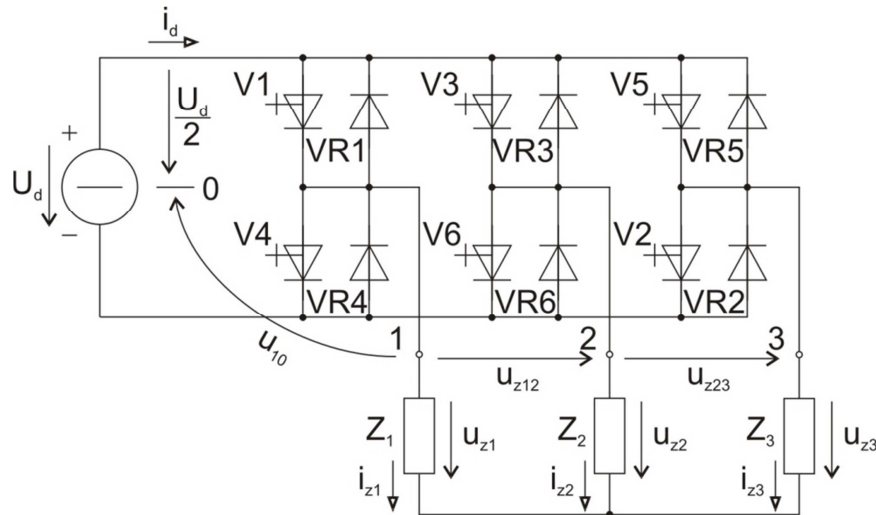 i_d
V1
V3
V5
U_d
2
VR1
VR3
VR5
+
U_d
−
0
V4
V6
V2
VR4
VR6
VR2
1
2
3
u_10
u_z12
u_z23
Z_1
u_z1
Z_2
u_z2
Z_3
u_z3
i_z1
i_z2
i_z3